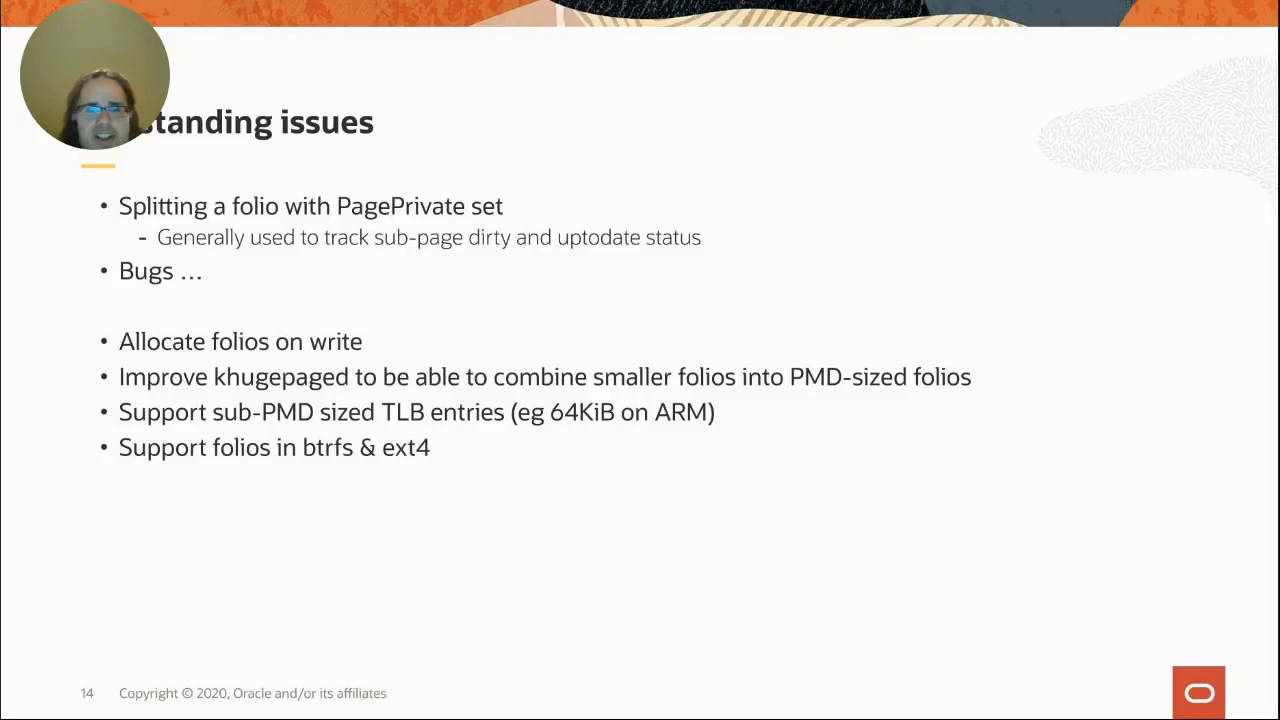 standing issues
• Splitting a folio with PagePrivate set
- Generally used to track sub-page dirty and uptodate status
• Bugs …
• Allocate folios on write
• Improve khugepaged to be able to combine smaller folios into PMD-sized folios
• Support sub-PMD sized TLB entries (eg 64KiB on ARM)
• Support folios in btrfs & ext4
14 Copyright © 2020, Oracle and/or its affiliates